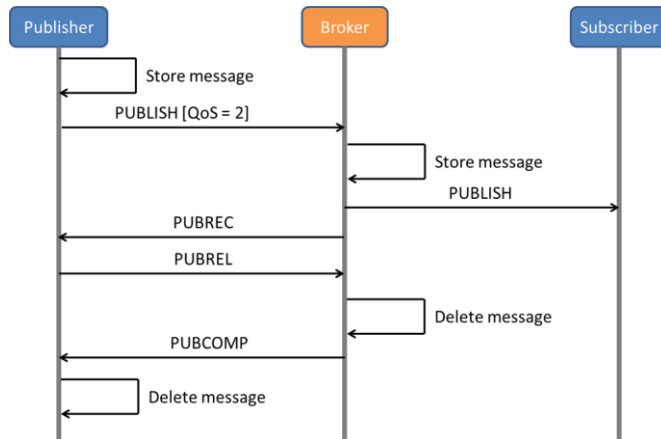 Publisher
Broker
Subscriber
Store message
PUBLISH [QoS = 2]
Store message
PUBLISH
PUBREC
PUBREL
Delete message
PUBCOMP
Delete message